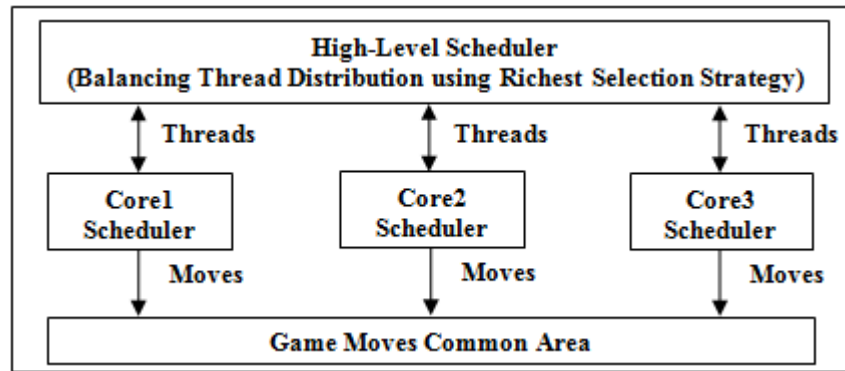 High-Level Scheduler
(Balancing Thread Distribution using Richest Selection Strategy)
Threads Threads Threads
Core1 Core2 Core3
Scheduler Scheduler Scheduler
Moves Moves Moves
Game Moves Common Area